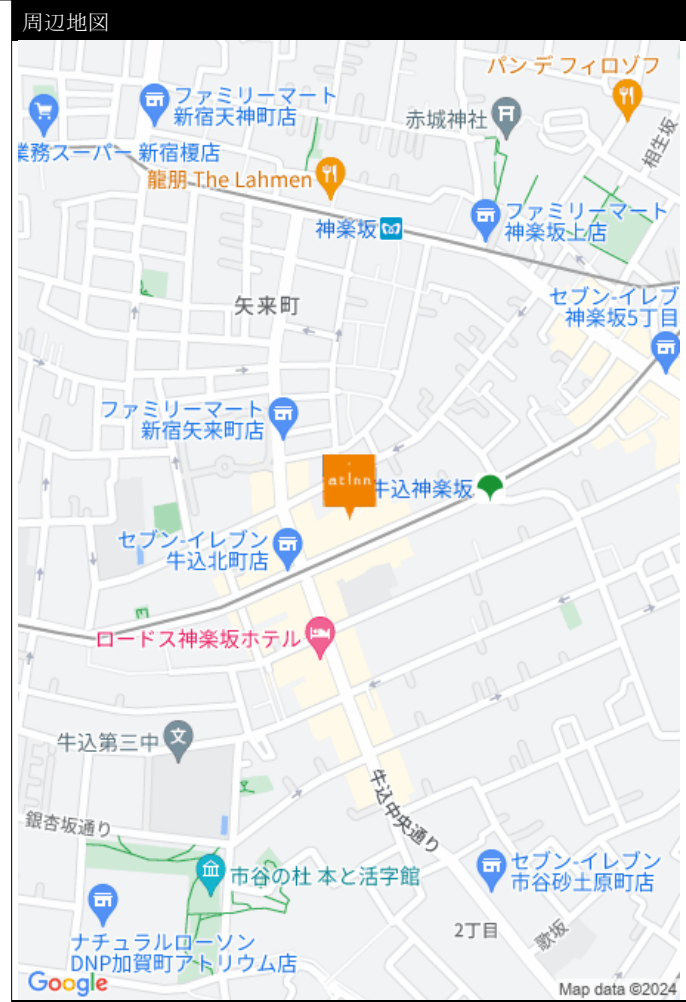 周辺地図
パン デ フィロゾフ
ファミリーマート
新宿天神町店
赤城神社
相生坂
業務スーパー 新宿榎店
龍朋 The Lahmen
ファミリーマート
神楽坂上店
神楽坂
セブン-イレブ
神楽坂5丁目
矢来町
ファミリーマート
新宿矢来町店
at Inn
牛込神楽坂
セブン-イレブン
牛込北町店
ロードス神楽坂ホテル
牛込第三中
文
銀杏坂通り
牛込中央通り
市谷の杜 本と活字館
セブン-イレブン
市谷砂土原町店
2丁目
歌坂
ナチュラルローソン
DNP加賀町アトリウム店
Google
Map data ©2024